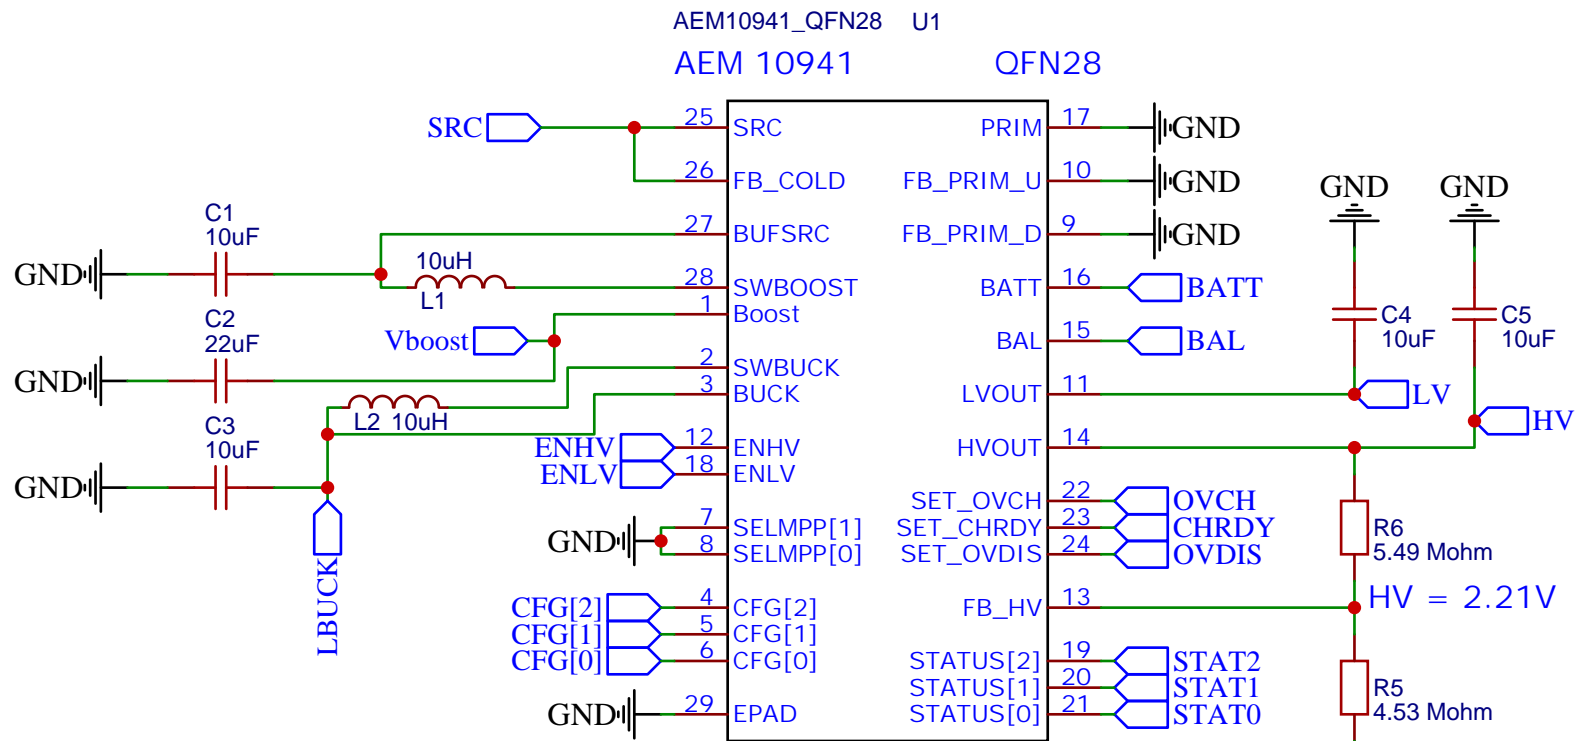 AEM10941_QFN28 U1
AEM 10941 QFN28
SRC 25 SRC PRIM 17 GND
26 FB_COLD FB_PRIM_U 10 GND
GND GND
C1
10uF
27 BUFSRC FB_PRIM_D 9 GND
10uH
GND L1 28 SWBOOST BATT 16 BATT
1 Boost
C2
22uF
Vboost BAL 15 BAL
C4
10uF
C5
10uF
2 SWBUCK
GND 3 BUCK LVOUT 11 LV
L2 10uH HV
C3
10uF
ENHV 12 ENHV HVOUT 14
ENLV 18 ENLV
GND
SET_OVCH 22 OVCH
7 SELMPP[1] SET_CHRDY 23 CHRDY
GND 8 SELMPP[0] SET_OVDIS 24 OVDIS
R6
5.49 Mohm
LBUCK
CFG[2] 4 CFG[2] FB_HV 13 HV = 2.21V
CFG[1] 5 CFG[1]
CFG[0] 6 CFG[0] STATUS[2] 19 STAT2
STATUS[1] 20 STAT1
GND 29 EPAD STATUS[0] 21 STAT0
R5
4.53 Mohm